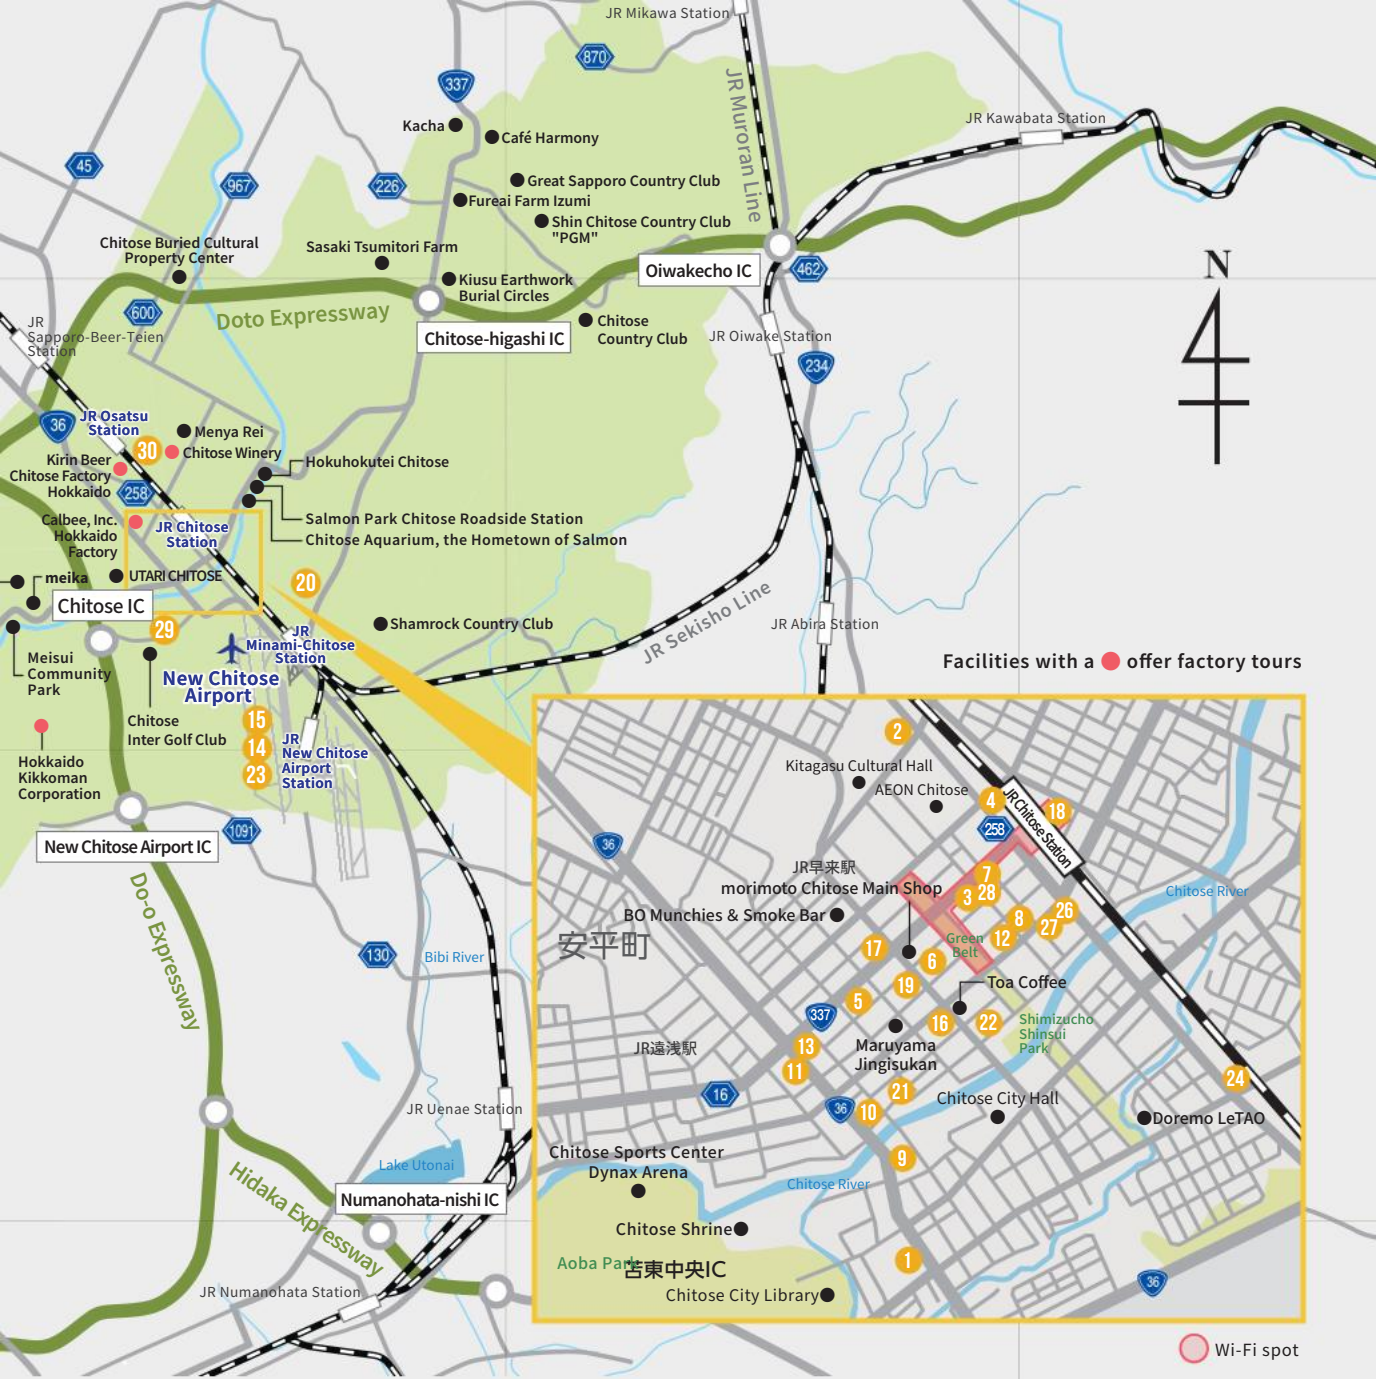 JR Mikawa Station
870
337
JR Muroran Line
Kacha
Café Harmony
JR Kawabata Station
45
967
226
Great Sapporo Country Club
Fureai Farm Izumi
Shin Chitose Country Club
"PGM"
Chitose Buried Cultural
Property Center
Sasaki Tsumitori Farm
Kiusu Earthwork
Burial Circles
Oiwakecho IC
462
N
600
Doto Expressway
JR
Sapporo-Beer-Teien
Station
Chitose-higashi IC
Chitose
Country Club
JR Oiwake Station
234
36
JR Osatsu
Station
Menya Rei
30
Chitose Winery
Kirin Beer
Chitose Factory
Hokkaido
258
Hokuhokutei Chitose
Calbee, Inc.
Hokkaido
Factory
JR Chitose
Station
Salmon Park Chitose Roadside Station
Chitose Aquarium, the Hometown of Salmon
meika
UTARI CHITOSE
20
Chitose IC
29
Shamrock Country Club
JR Sekisho Line
JR Abira Station
JR
Minami-Chitose
Station
Meisui
Community
Park
New Chitose
Airport
Facilities with a offer factory tours
Chitose
Inter Golf Club
15
14
23
JR
New Chitose
Airport
Station
Hokkaido
Kikkoman
Corporation
New Chitose Airport IC
1091
Do-o Expressway
130
Bibi River
JR Uenae Station
Lake Utonai
Numanohata-nishi IC
Hidaka Expressway
JR Numanohata Station
2
Kitagasu Cultural Hall
AEON Chitose
4
258
18
JR Chitose Station
36
JR早来駅
morimoto Chitose Main Shop
7
3
28
Chitose River
BO Munchies & Smoke Bar
安平町
8
26
27
12
17
Green
Belt
6
19
Toa Coffee
5
337
16
22
Shimizucho
Shinsui
Park
JR遠浅駅
13
11
Maruyama
Jingisukan
16
21
36
10
Chitose City Hall
24
Doremo LeTAO
Chitose Sports Center
Dynax Arena
9
Chitose River
Chitose Shrine
Aoba Park
苫東中央IC
1
36
Chitose City Library
Wi-Fi spot